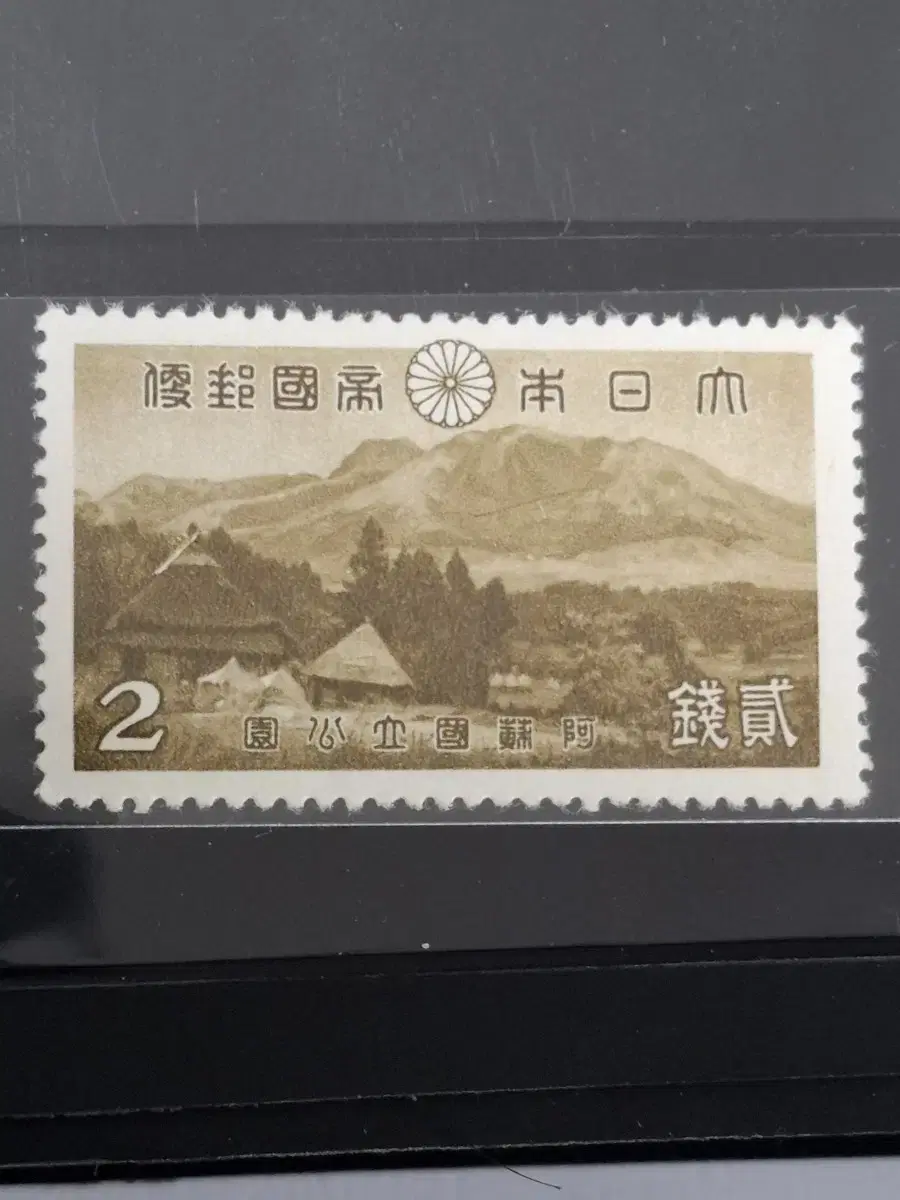 大日本帝國郵便
2
阿蘇國立公園
貳錢